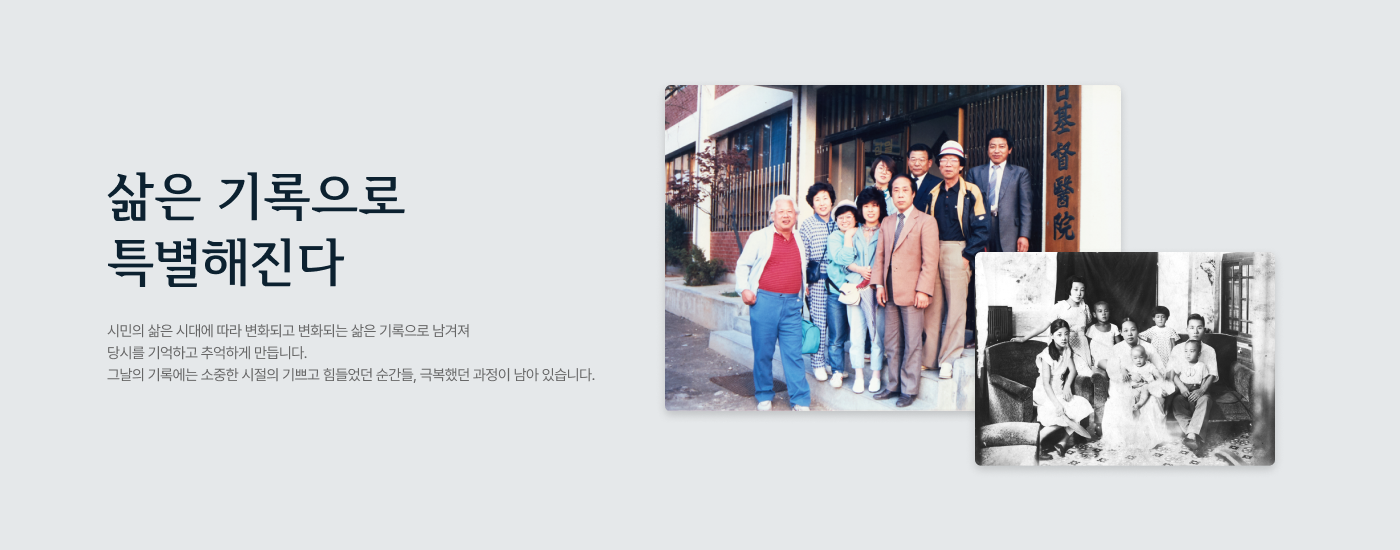 삶은 기록으로
특별해진다
시민의 삶은 시대에 따라 변화되고 변화되는 삶은 기록으로 남겨져
당시를 기억하고 추억하게 만듭니다.
그날의 기록에는 소중한 시절의 기쁘고 힘들었던 순간들, 극복했던 과정이 남아 있습니다.
基督醫院